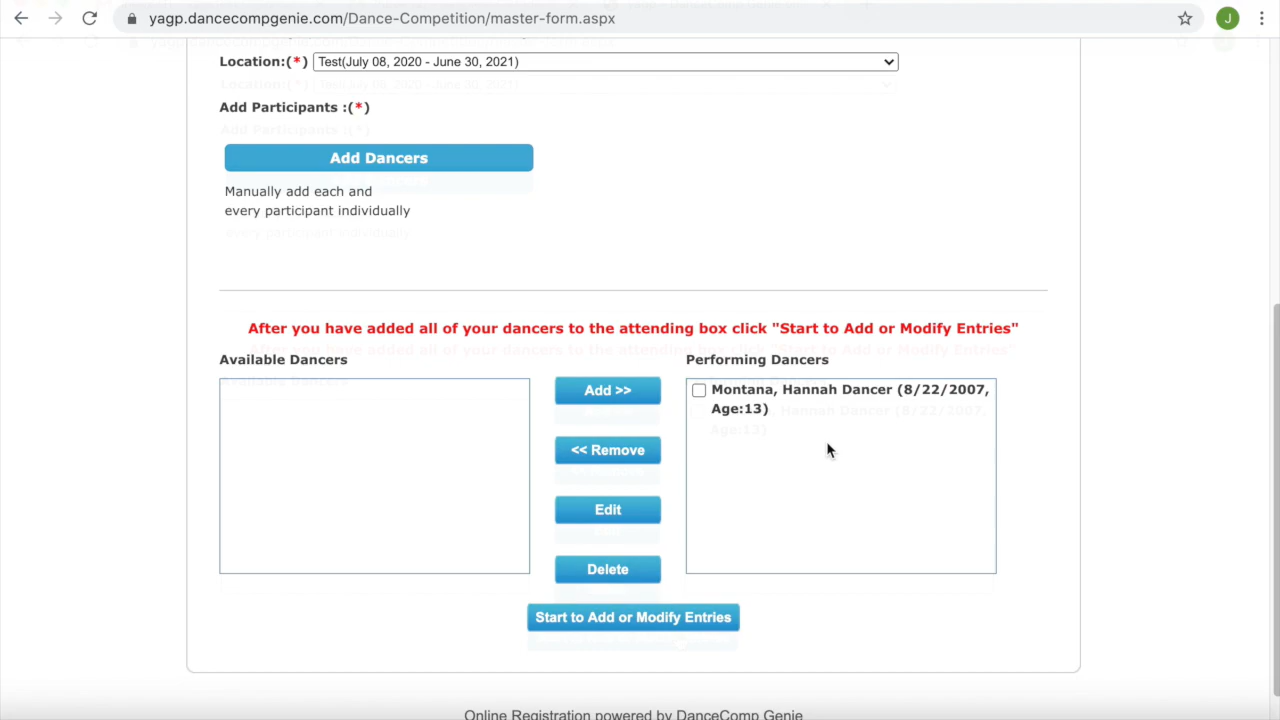 yagp.dancecompgenie.com/Dance-Competition/master-form.aspx
J
Location:(*) Test(July 08, 2020 - June 30, 2021)
Add Participants :(*)
Add Dancers
Manually add each and
every participant individually
After you have added all of your dancers to the attending box click "Start to Add or Modify Entries"
Available Dancers
Performing Dancers
Add >>
<< Remove
Edit
Delete
Montana, Hannah Dancer (8/22/2007,
Age:13)
Start to Add or Modify Entries
Online Registration powered by DanceComp Genie